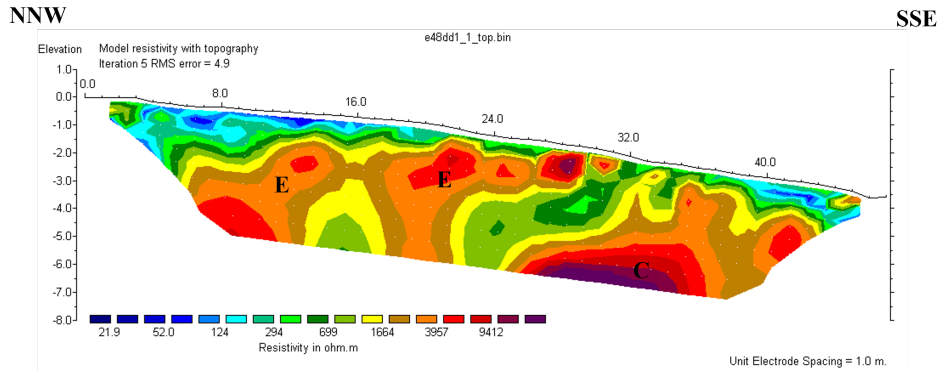 NNW
SSE
e48dd1_1_top.bin
Elevation
Model resistivity with topography
Iteration 5 RMS error = 4.9
1.0
0.0
-1.0
-2.0
-3.0
-4.0
-5.0
-6.0
-7.0
-8.0
0.0
8.0
16.0
24.0
32.0
40.0
E
E
C
21.9 52.0 124 294 699 1664 3957 9412
Resistivity in ohm.m
Unit Electrode Spacing = 1.0 m.